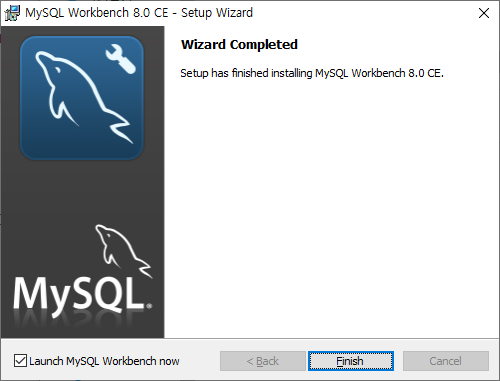 MySQL Workbench 8.0 CE - Setup Wizard
Wizard Completed
Setup has finished installing MySQL Workbench 8.0 CE.
MySQL®
Launch MySQL Workbench now
< Back
Finish
Cancel